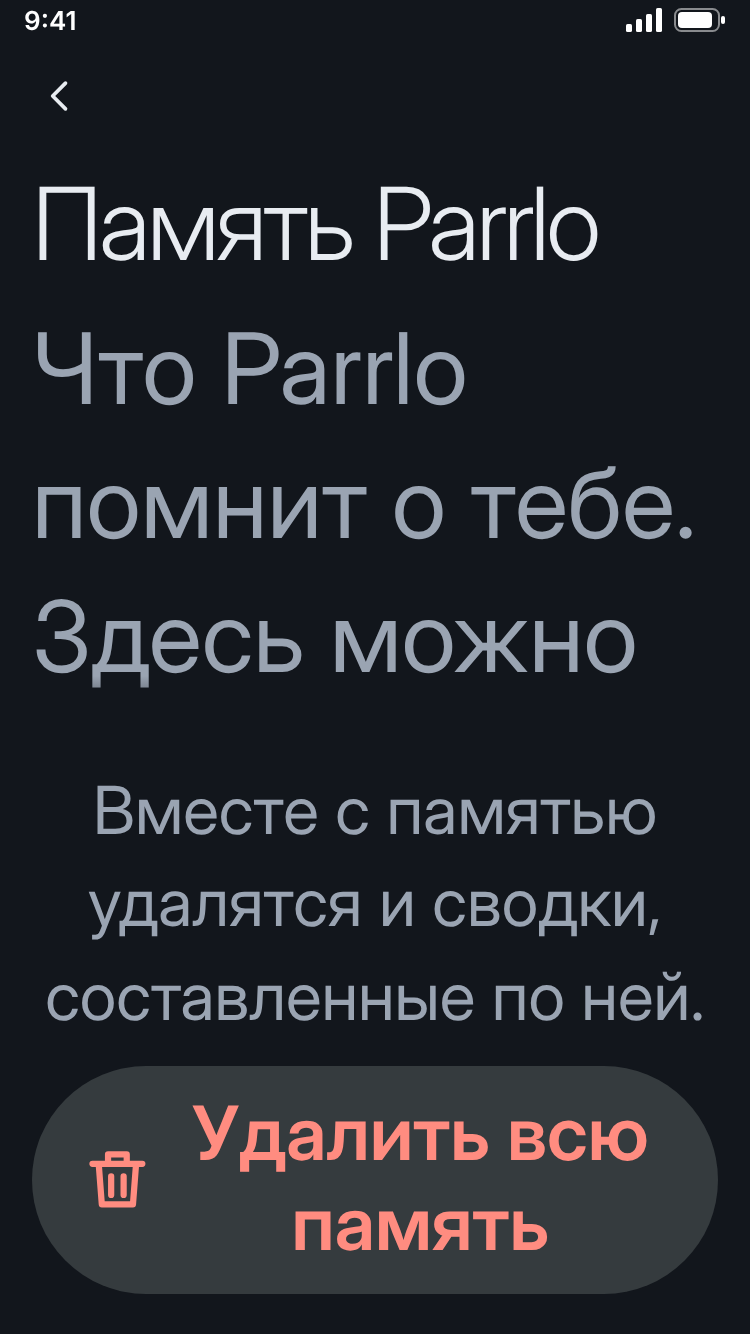 9:41
Память Parrlo
Что Parrlo
помнит о тебе.
Здесь можно
Вместе с памятью
удалятся и сводки,
составленные по ней.
Удалить всю
память